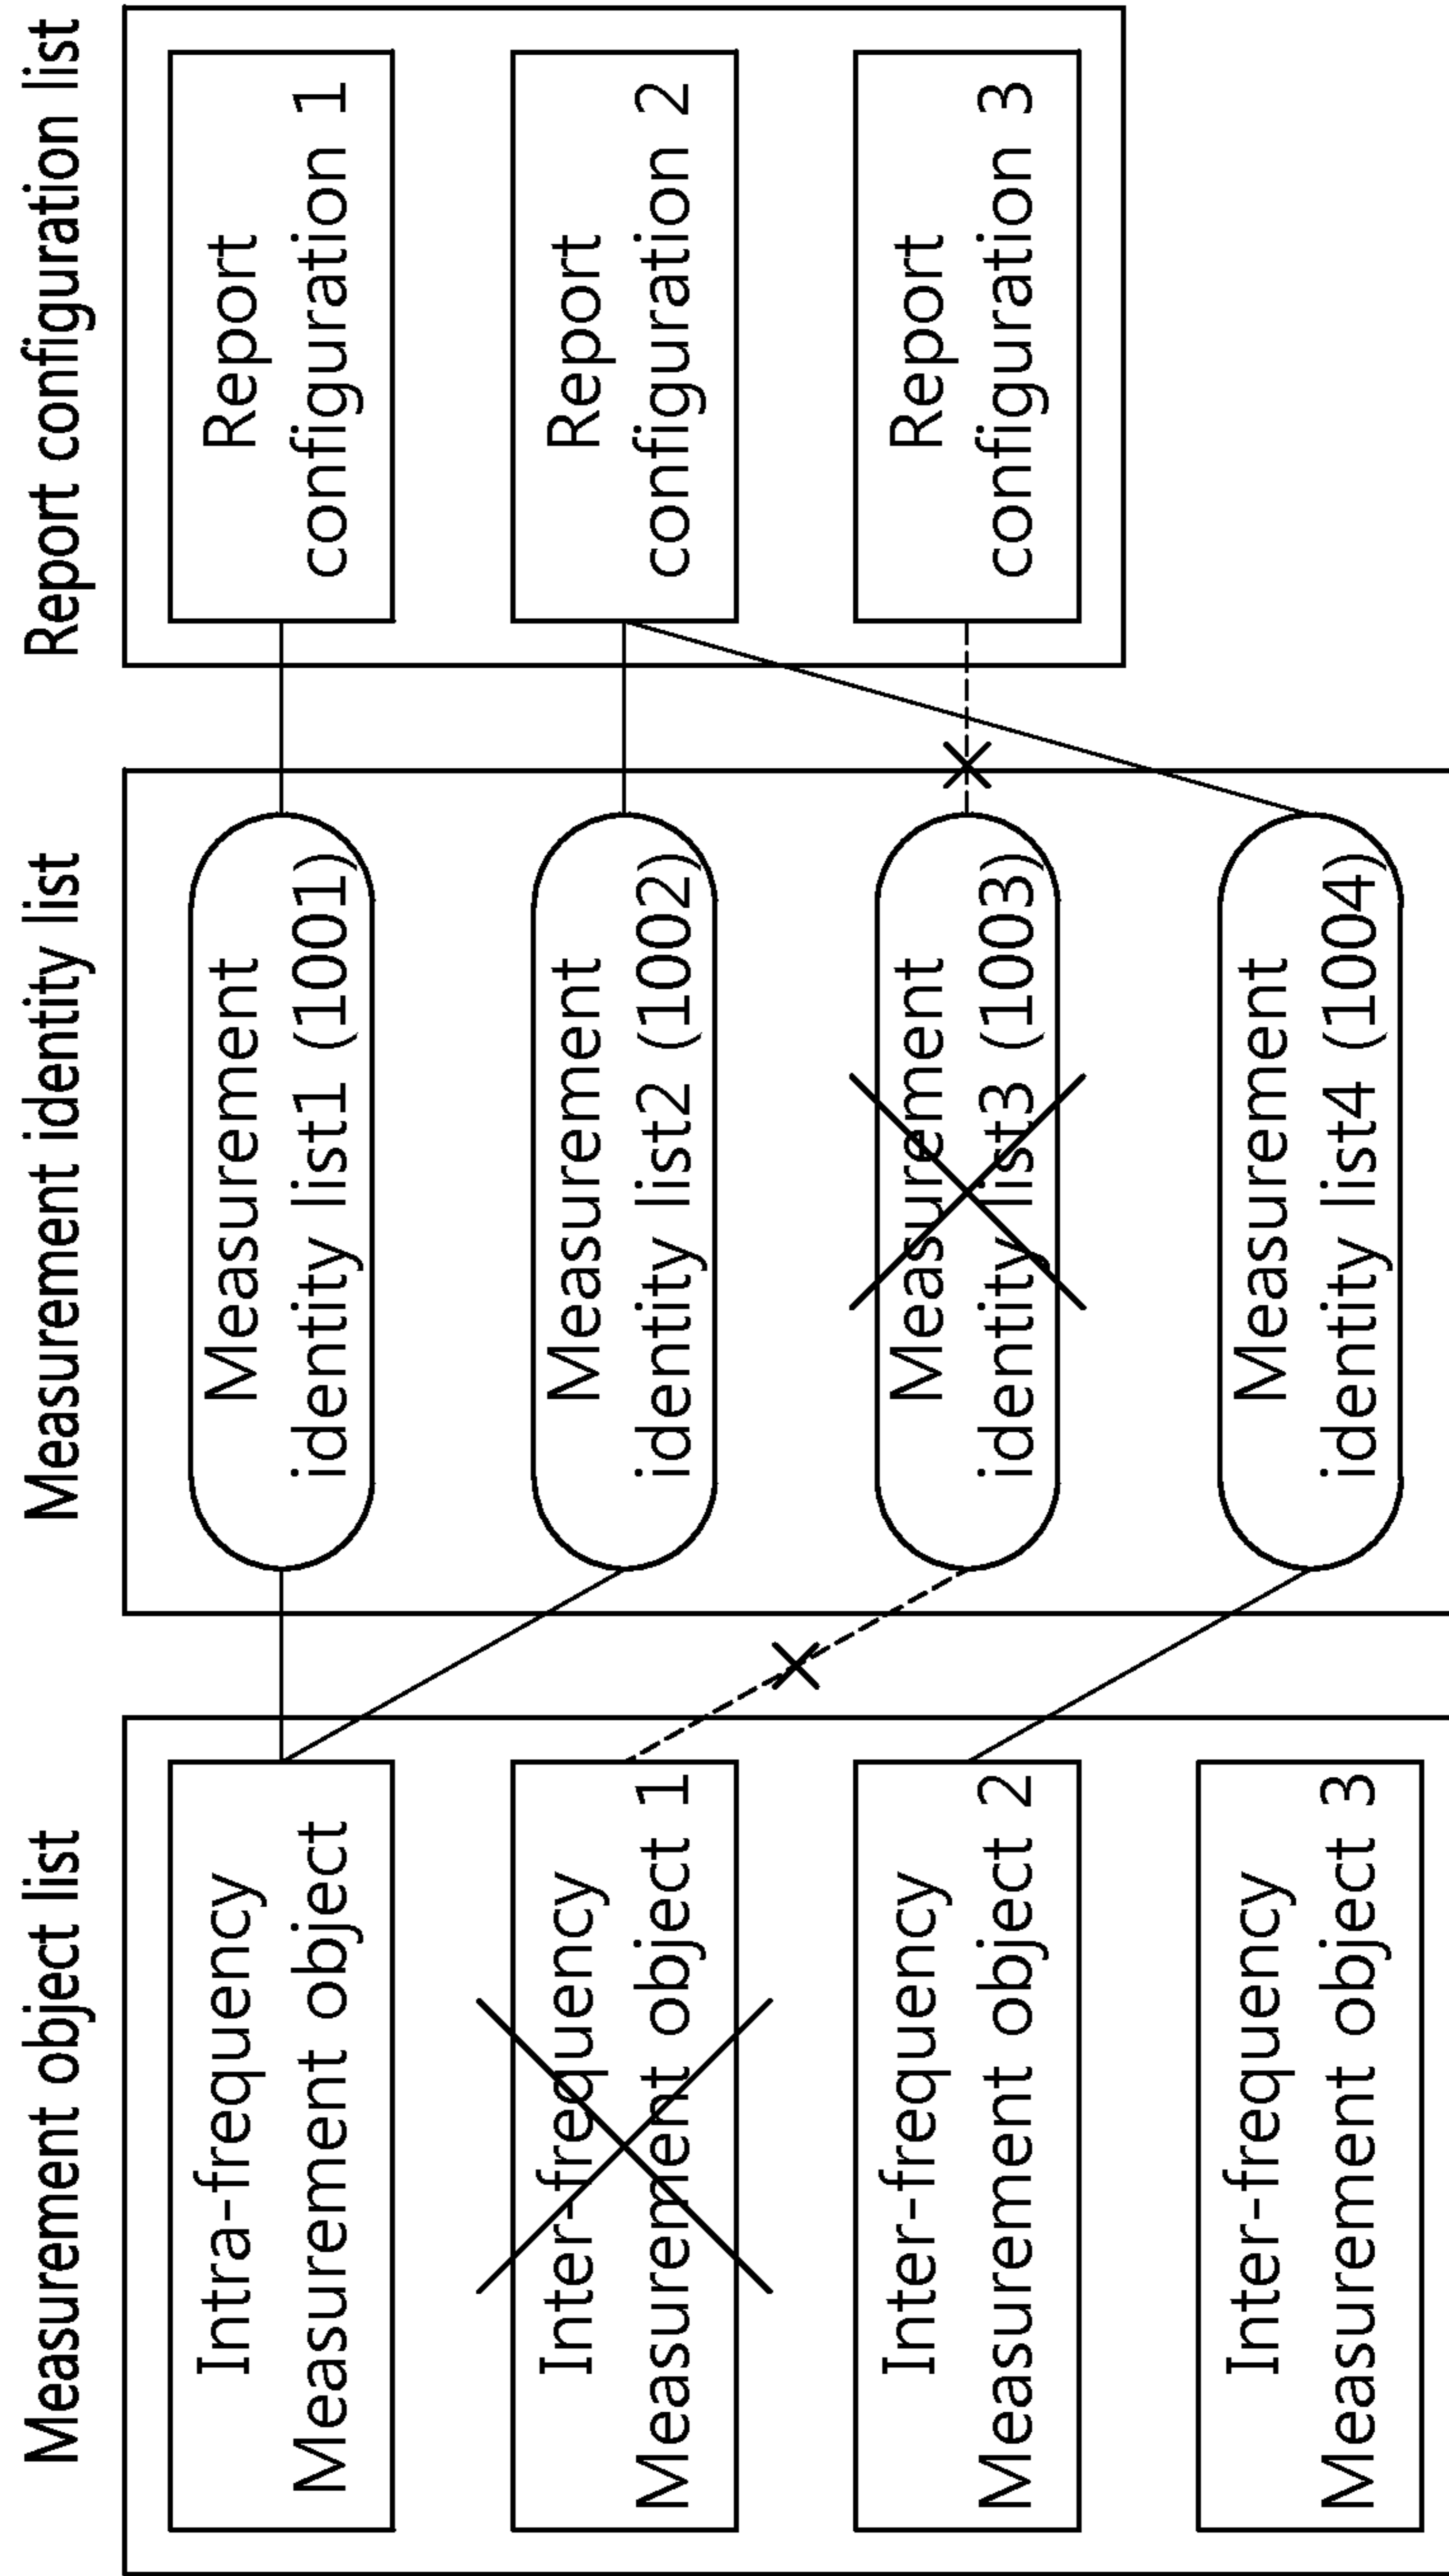 Measurement object list
Intra-frequency
Measurement object
Inter-frequency
Measurement object 1
Inter-frequency
Measurement object 2
Inter-frequency
Measurement object 3
Measurement identity list
Measurement
identity list1 (1001)
Measurement
identity list2 (1002)
Measurement
identity list3 (1003)
Measurement
identity list4 (1004)
Report configuration list
Report
configuration 1
Report
configuration 2
Report
configuration 3